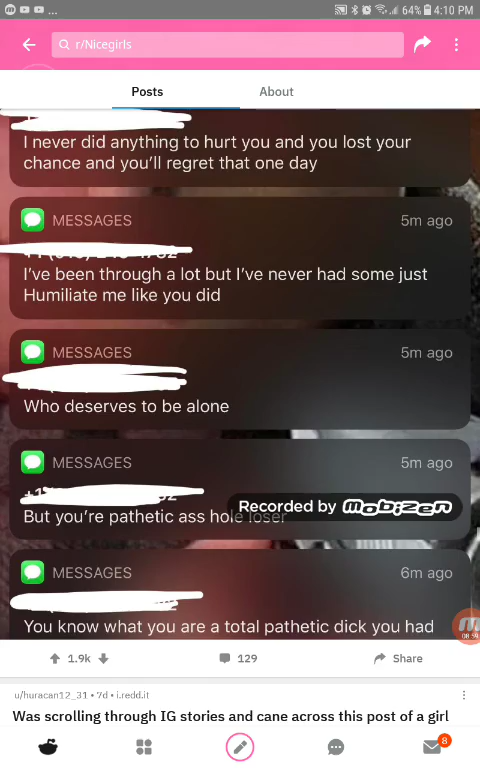 64% 4:10 PM
r/Nicegirls
Posts About
I never did anything to hurt you and you lost your
chance and you'll regret that one day
MESSAGES 5m ago
I've been through a lot but I've never had some just
Humiliate me like you did
MESSAGES 5m ago
Who deserves to be alone
MESSAGES 5m ago
Recorded by mobizen
But you're pathetic ass hole loser
MESSAGES 6m ago
You know what you are a total pathetic dick you had
1.9k 129 Share
u/huracan12_31 • 7d • i.redd.it
Was scrolling through IG stories and cane across this post of a girl
8